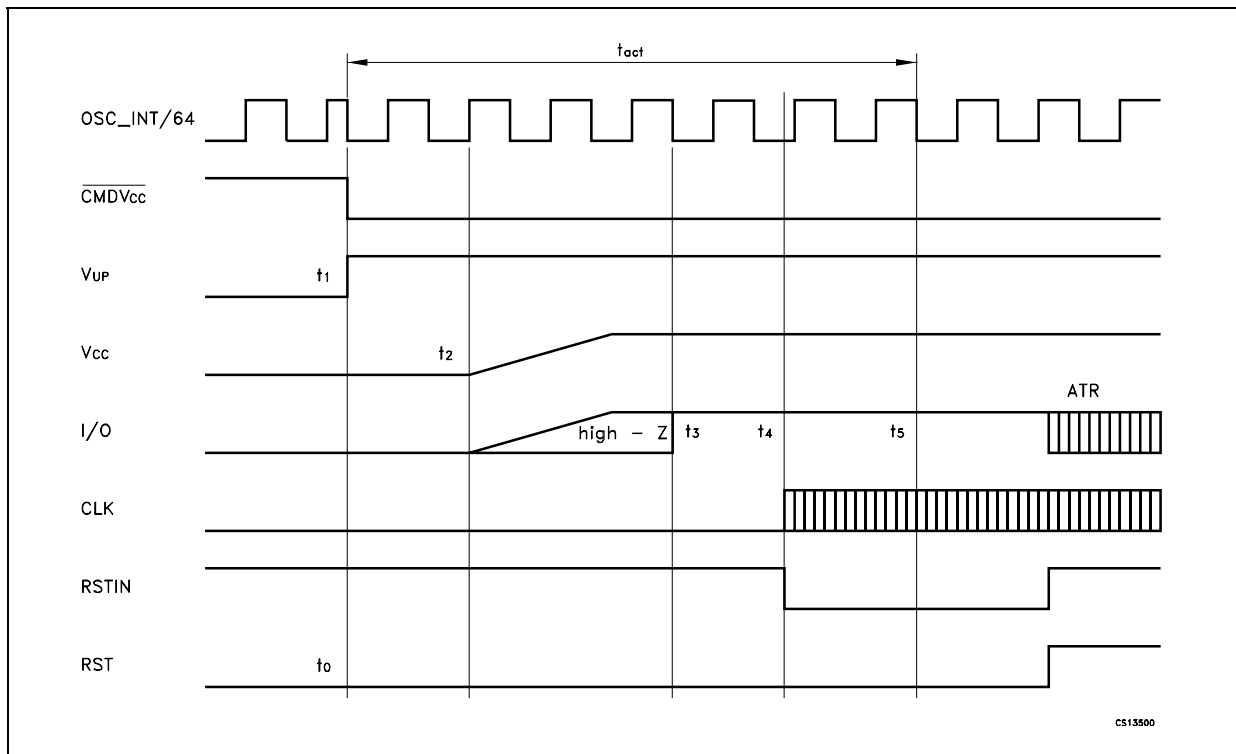 tact
OSC_INT/64
CMDVcc
VUP
t1
Vcc
t2
ATR
I/O
high - Z
t3
t4
t5
CLK
RSTIN
RST
t0
CS13500